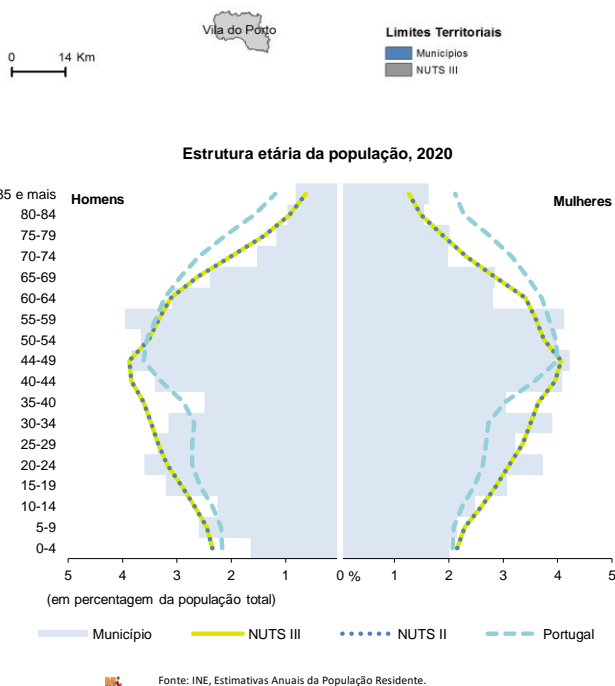 Vila do Porto
0 14 Km
Limites Territoriais
Municípios
NUTS III
Estrutura etária da população, 2020
Homens
Mulheres
85 e mais
80-84
75-79
70-74
65-69
60-64
55-59
50-54
44-49
40-44
35-40
30-34
25-29
20-24
15-19
10-14
5-9
0-4
5 4 3 2 1 0 % 1 2 3 4 5
(em percentagem da população total)
Município NUTS III NUTS II Portugal
Fonte: INE, Estimativas Anuais da População Residente.